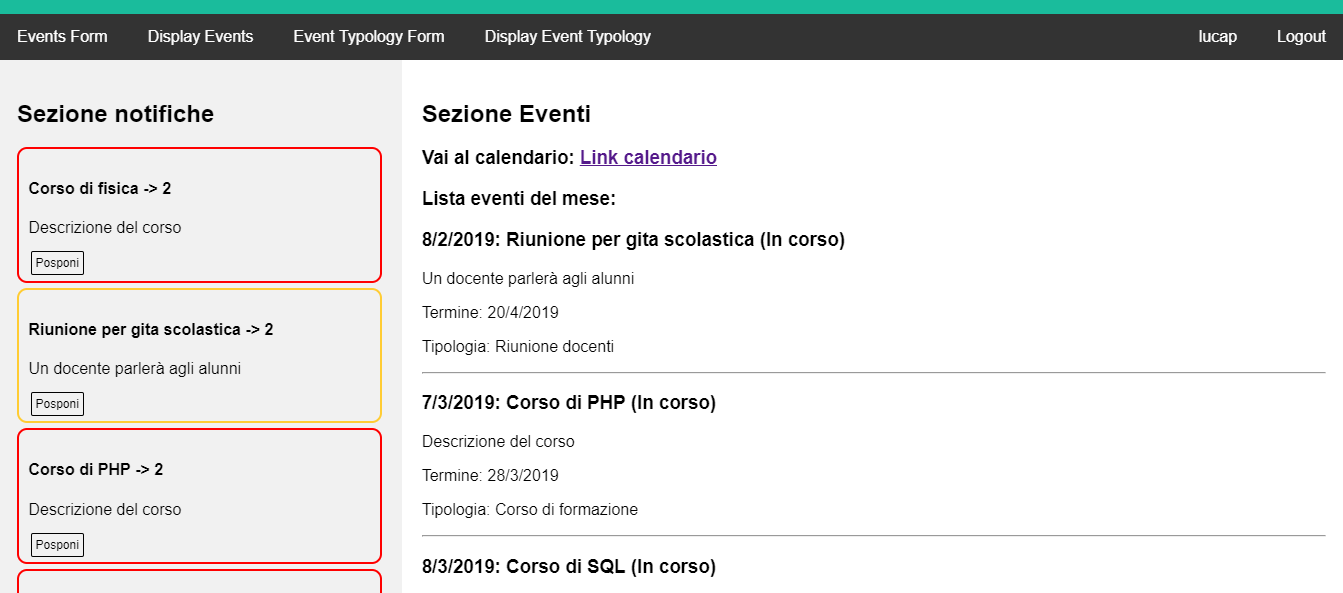 Events Form Display Events Event Typology Form Display Event Typology lucap Logout
Sezione notifiche
Corso di fisica -> 2
Descrizione del corso
Posponi
Riunione per gita scolastica -> 2
Un docente parlerà agli alunni
Posponi
Corso di PHP -> 2
Descrizione del corso
Posponi
Sezione Eventi
Vai al calendario: Link calendario
Lista eventi del mese:
8/2/2019: Riunione per gita scolastica (In corso)
Un docente parlerà agli alunni
Termine: 20/4/2019
Tipologia: Riunione docenti
7/3/2019: Corso di PHP (In corso)
Descrizione del corso
Termine: 28/3/2019
Tipologia: Corso di formazione
8/3/2019: Corso di SQL (In corso)